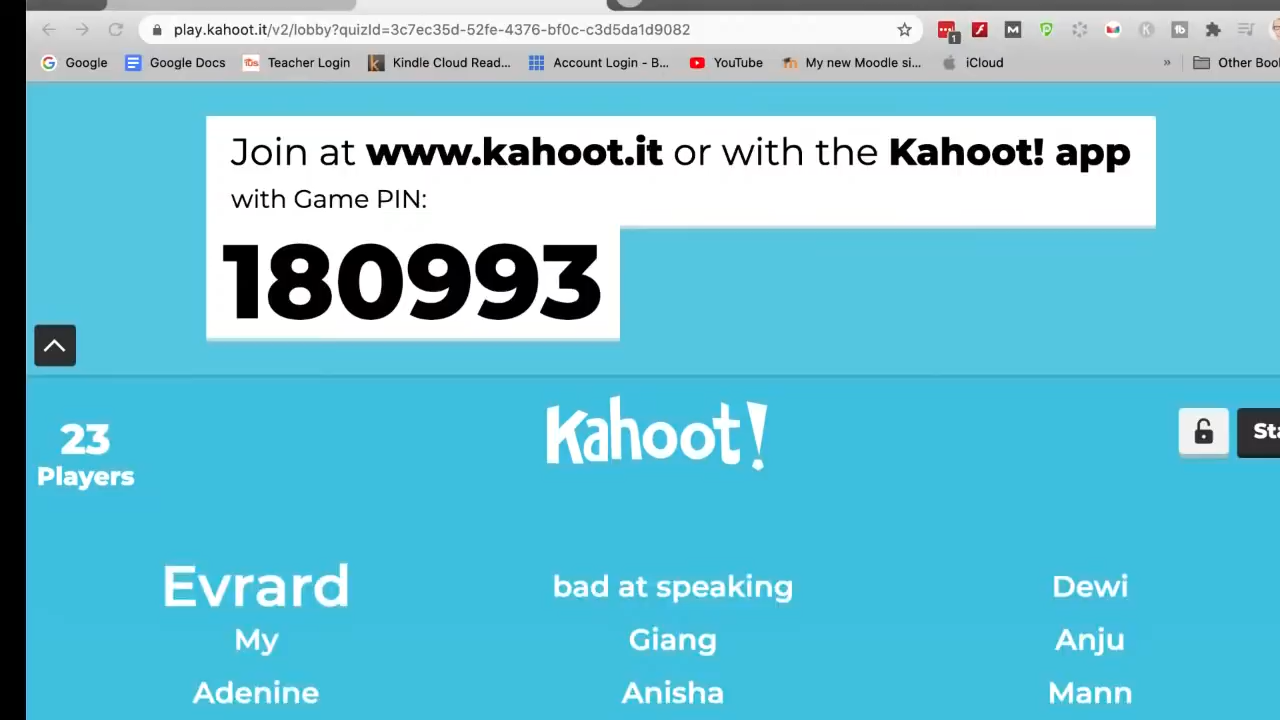 play.kahoot.it/v2/lobby?quizId=3c7ec35d-52fe-4376-bf0c-c3d5da1d9082
1
Google Google Docs Teacher Login Kindle Cloud Read... Account Login - B... YouTube My new Moodle si... iCloud » Other Boo
Join at www.kahoot.it or with the Kahoot! app
with Game PIN:
180993
23
Players
Kahoot!
Sta
Evrard bad at speaking Dewi
My Giang Anju
Adenine Anisha Mann